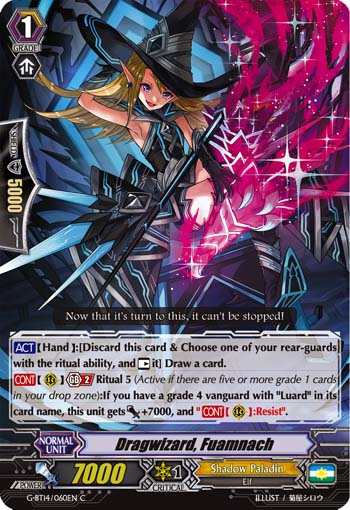 1
GRADE
SHIELD
5000
Now that it's turn to this, it can't be stopped!
ACT【Hand】:[Discard this card & Choose one of your rear-guards
with the ritual ability, and it] Draw a card.
CONT【 】GB 2 Ritual 5 (Active if there are five or more grade 1 cards
in your drop zone):If you have a grade 4 vanguard with "Luard" in its
card name, this unit gets +7000, and "CONT【 】:Resist".
NORMAL
UNIT
Dragwizard, Fuamnach
POWER
7000
1
CRITICAL
Shadow Paladin
Elf
G-BT14/060EN C
ILLUST / 菊屋シロウ